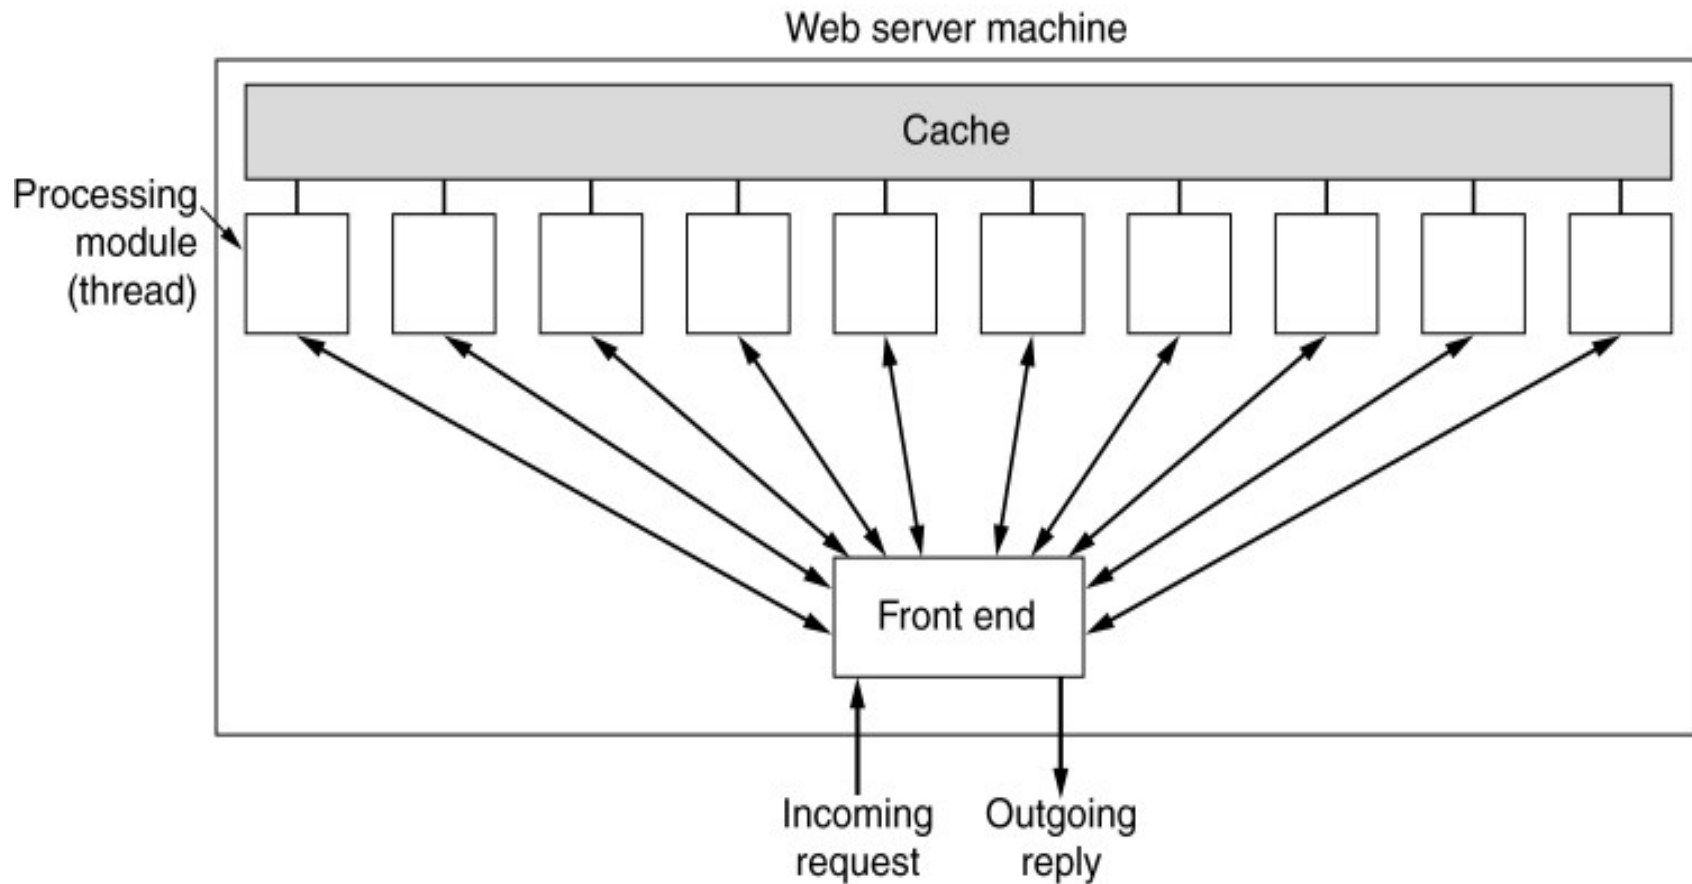 Web server machine
Cache
Processing
module
(thread)
Front end
Incoming
request
Outgoing
reply